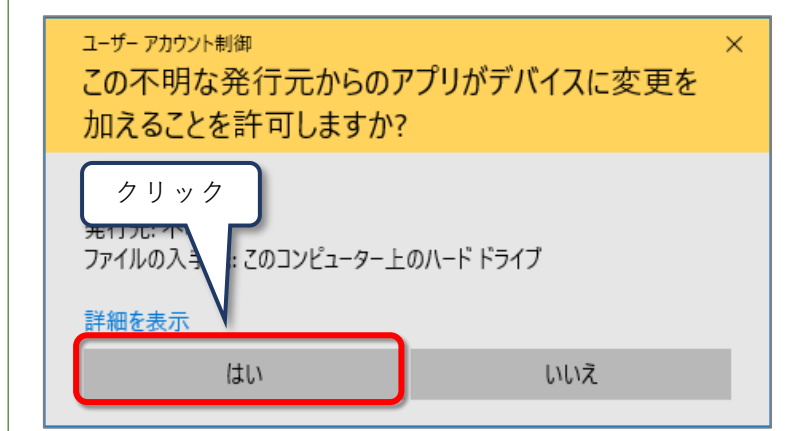 ユーザー アカウント制御
この不明な発行元からのアプリがデバイスに変更を
加えることを許可しますか?
クリック
発行元: 不
ファイルの入手 : このコンピューター上のハード ドライブ
詳細を表示
はい
いいえ